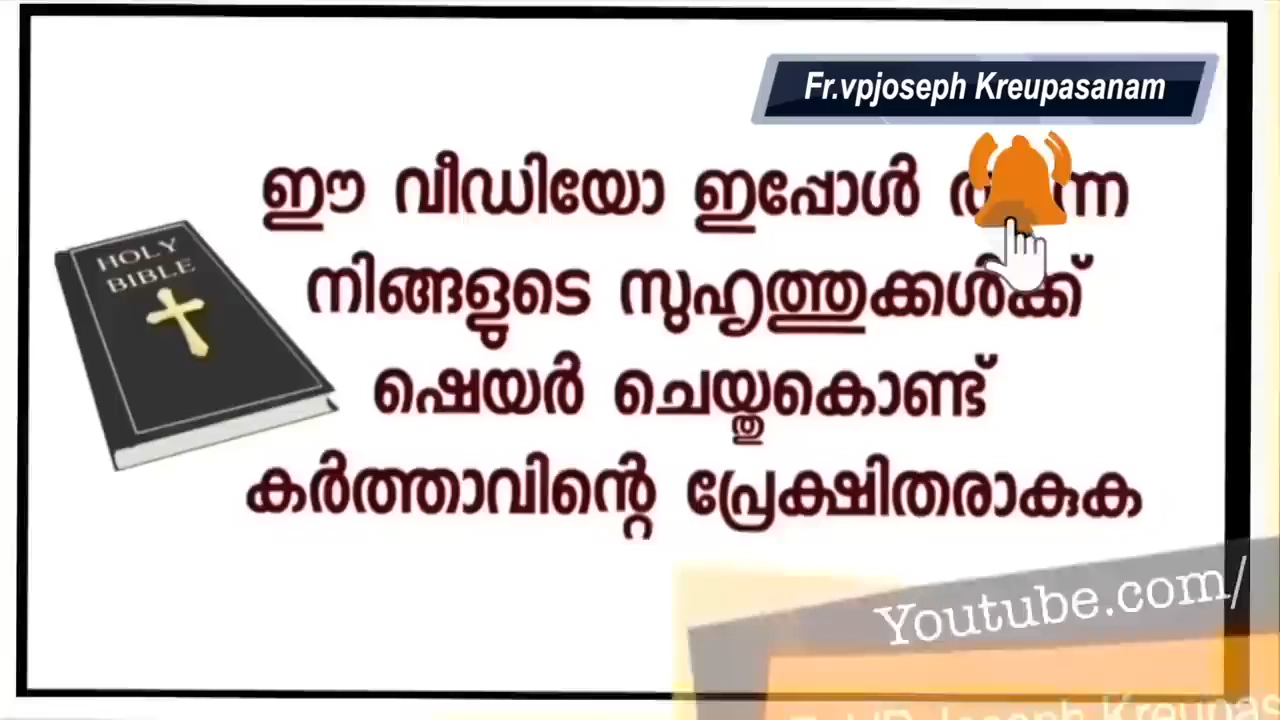 Fr.vpjoseph Kreupasanam
ഈ വീഡിയോ ഇപ്പോൾ
നിങ്ങളുടെ സുഹൃത്തുക്കൾക്ക്
HOLY
BIBLE
ഷെയർ ചെയ്തുകൊണ്ട്
കർത്താവിന്റെ പ്രേക്ഷിതരാകുക
Youtube.com/